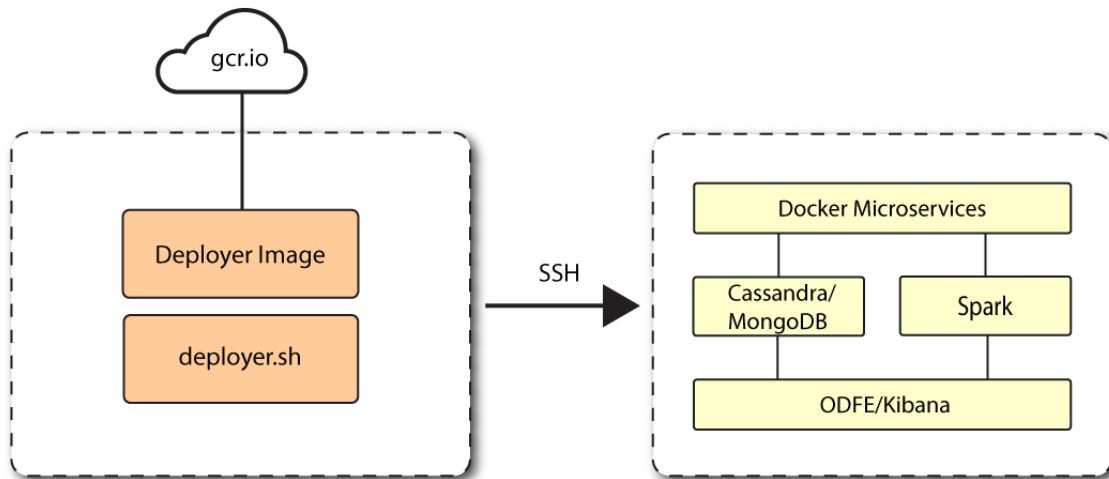 gcr.io
Deployer Image
deployer.sh
SSH
Docker Microservices
Cassandra/
MongoDB
Spark
ODFE/Kibana